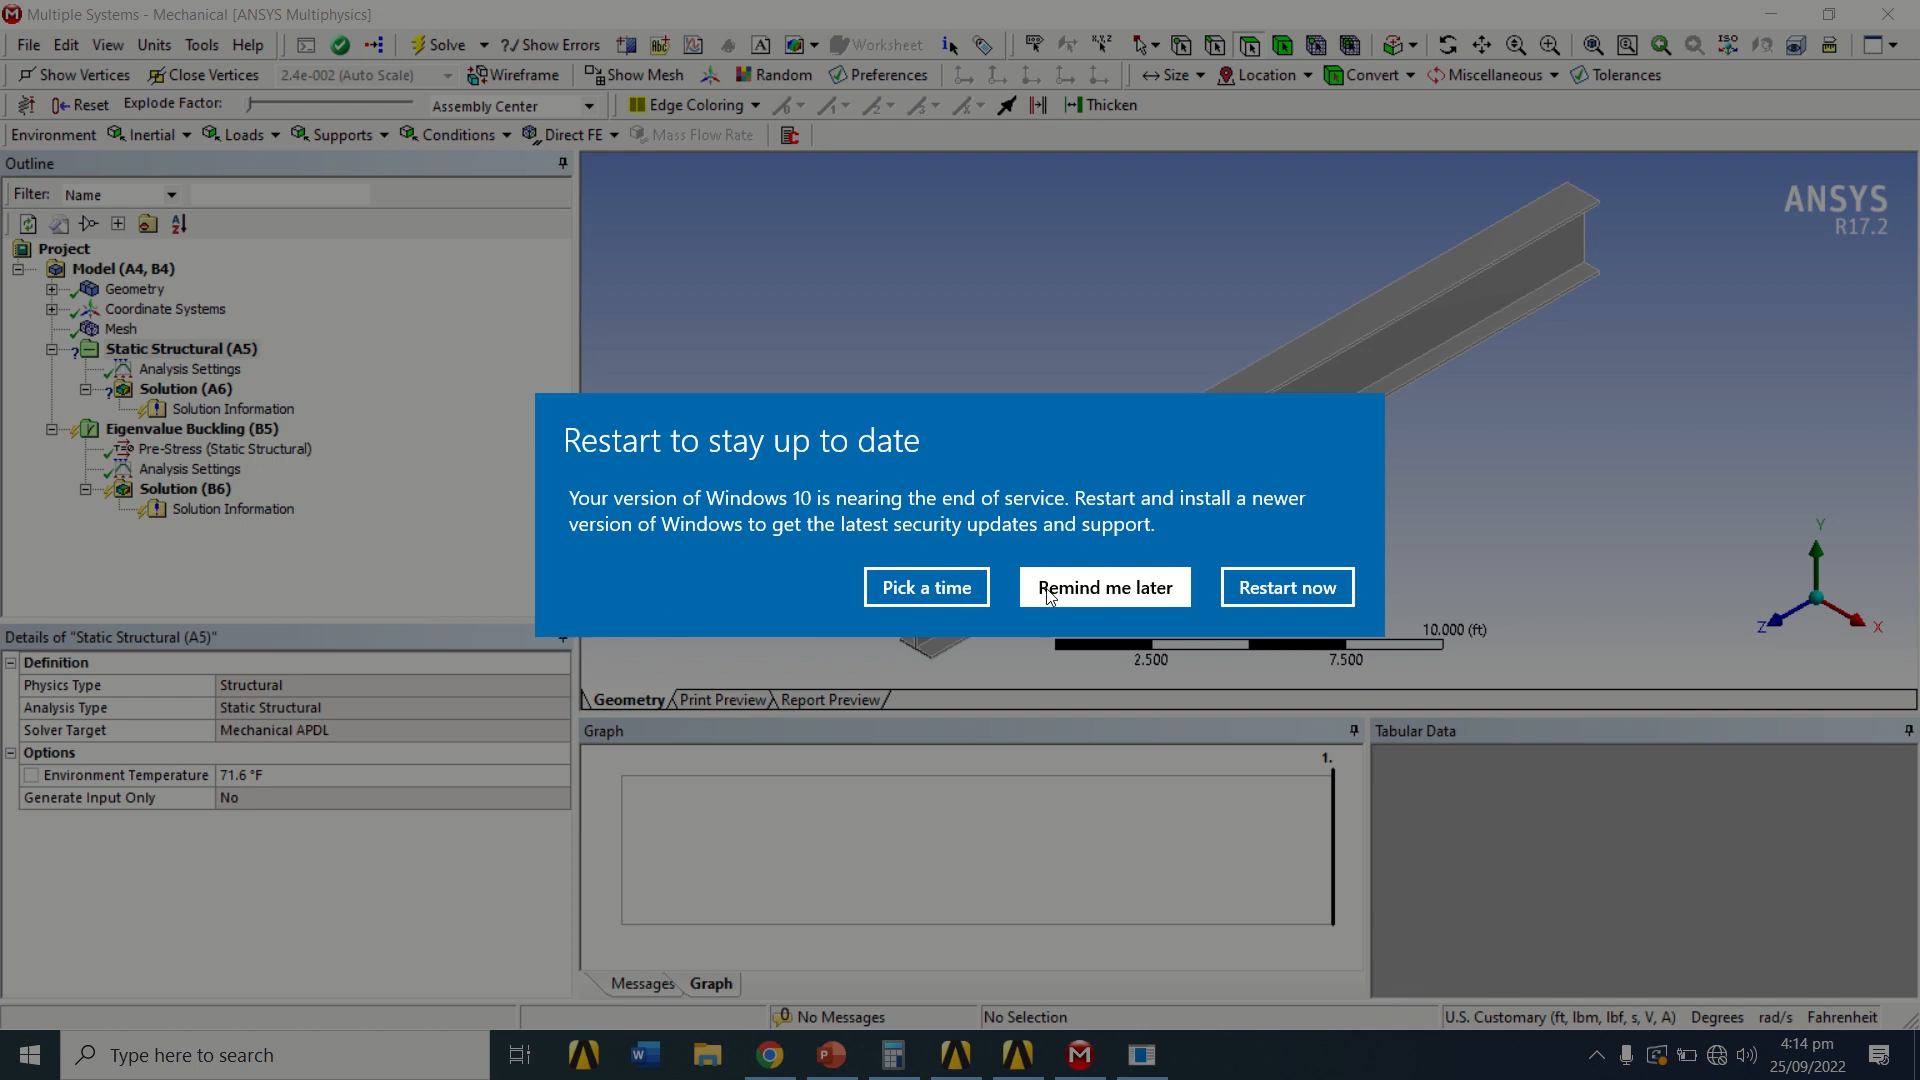 Multiple Systems - Mechanical [ANSYS Multiphysics]
File Edit View Units Tools Help Solve ?/ Show Errors Worksheet
Show Vertices Close Vertices 2.4e-002 (Auto Scale) Wireframe Show Mesh Random Preferences Size Location Convert Miscellaneous Tolerances
Reset Explode Factor: Assembly Center Edge Coloring Thicken
Environment Inertial Loads Supports Conditions Direct FE Mass Flow Rate
Outline
Filter: Name
Project
Model (A4, B4)
Geometry
Coordinate Systems
Mesh
Static Structural (A5)
Analysis Settings
Solution (A6)
Solution Information
Eigenvalue Buckling (B5)
Pre-Stress (Static Structural)
Analysis Settings
Solution (B6)
Solution Information
ANSYS
R17.2
Restart to stay up to date
Your version of Windows 10 is nearing the end of service. Restart and install a newer
version of Windows to get the latest security updates and support.
Pick a time Remind me later Restart now
10.000 (ft)
2.500 7.500
Y
Z X
Details of "Static Structural (A5)"
Definition
Physics Type Structural
Analysis Type Static Structural
Solver Target Mechanical APDL
Options
Environment Temperature 71.6 °F
Generate Input Only No
Geometry Print Preview Report Preview
Graph
1.
Tabular Data
Messages Graph
0 No Messages No Selection U.S. Customary (ft, lbm, lbf, s, V, A) Degrees rad/s Fahrenheit
Type here to search
4:14 pm
25/09/2022